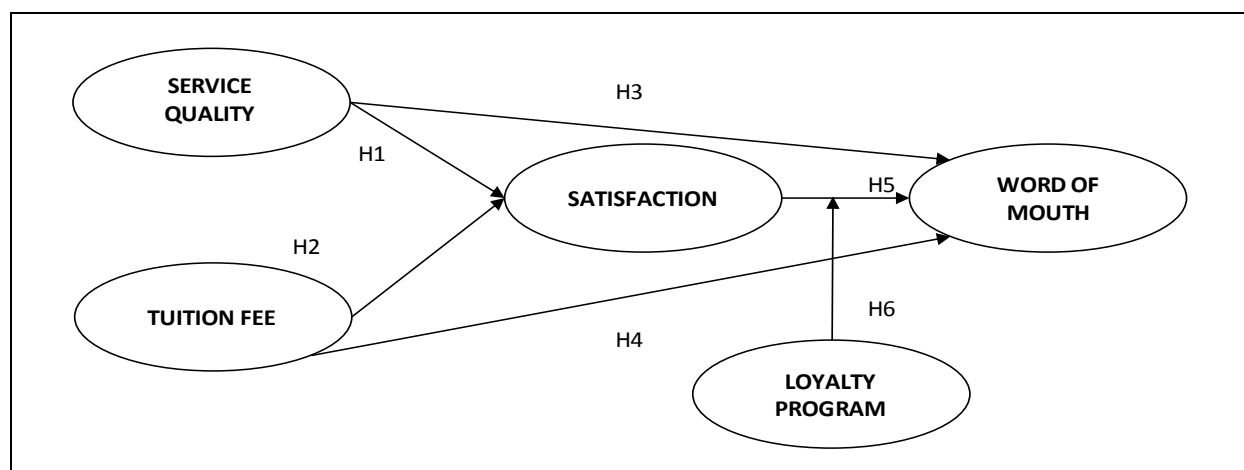 SERVICE
QUALITY
H3
H1
SATISFACTION
H5
WORD OF
MOUTH
H2
TUITION FEE
H4
H6
LOYALTY
PROGRAM